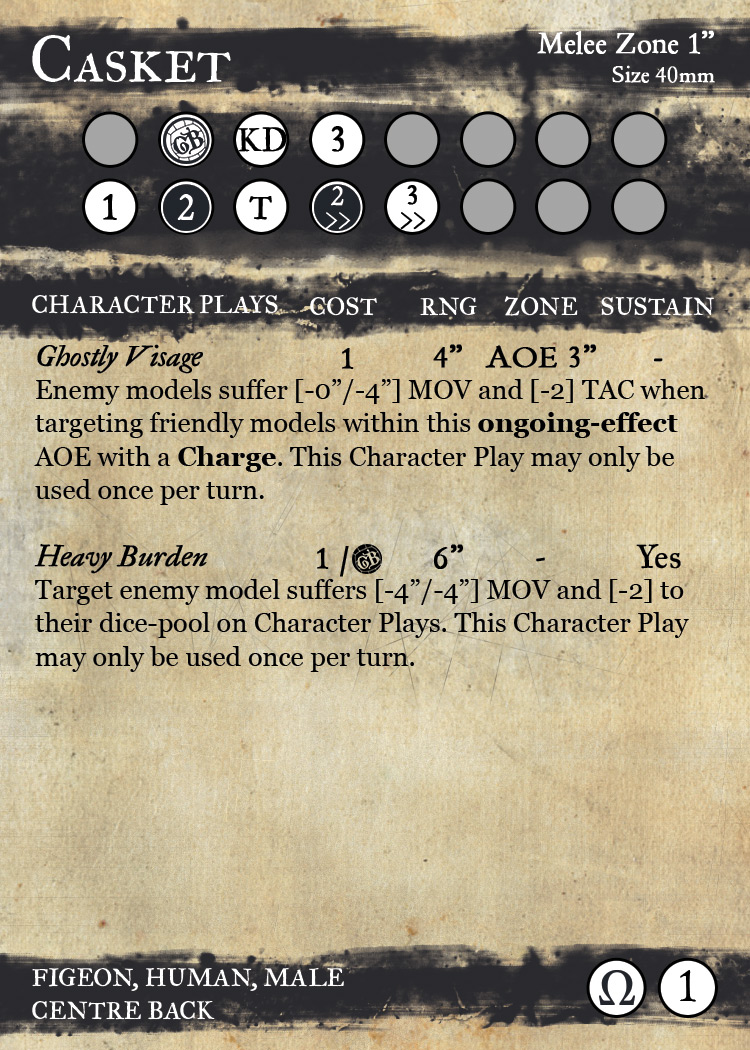 CASKET
Melee Zone 1”
Size 40mm
GB KD 3
1 2 T 2 >> 3 >>
CHARACTER PLAYS COST RNG ZONE SUSTAIN
Ghostly Visage 1 4” AOE 3” -
Enemy models suffer [-0”/-4”] MOV and [-2] TAC when
targeting friendly models within this ongoing-effect
AOE with a Charge. This Character Play may only be
used once per turn.
Heavy Burden 1 /GB 6” - Yes
Target enemy model suffers [-4”/-4”] MOV and [-2] to
their dice-pool on Character Plays. This Character Play
may only be used once per turn.
FIGEON, HUMAN, MALE
CENTRE BACK
Ω 1